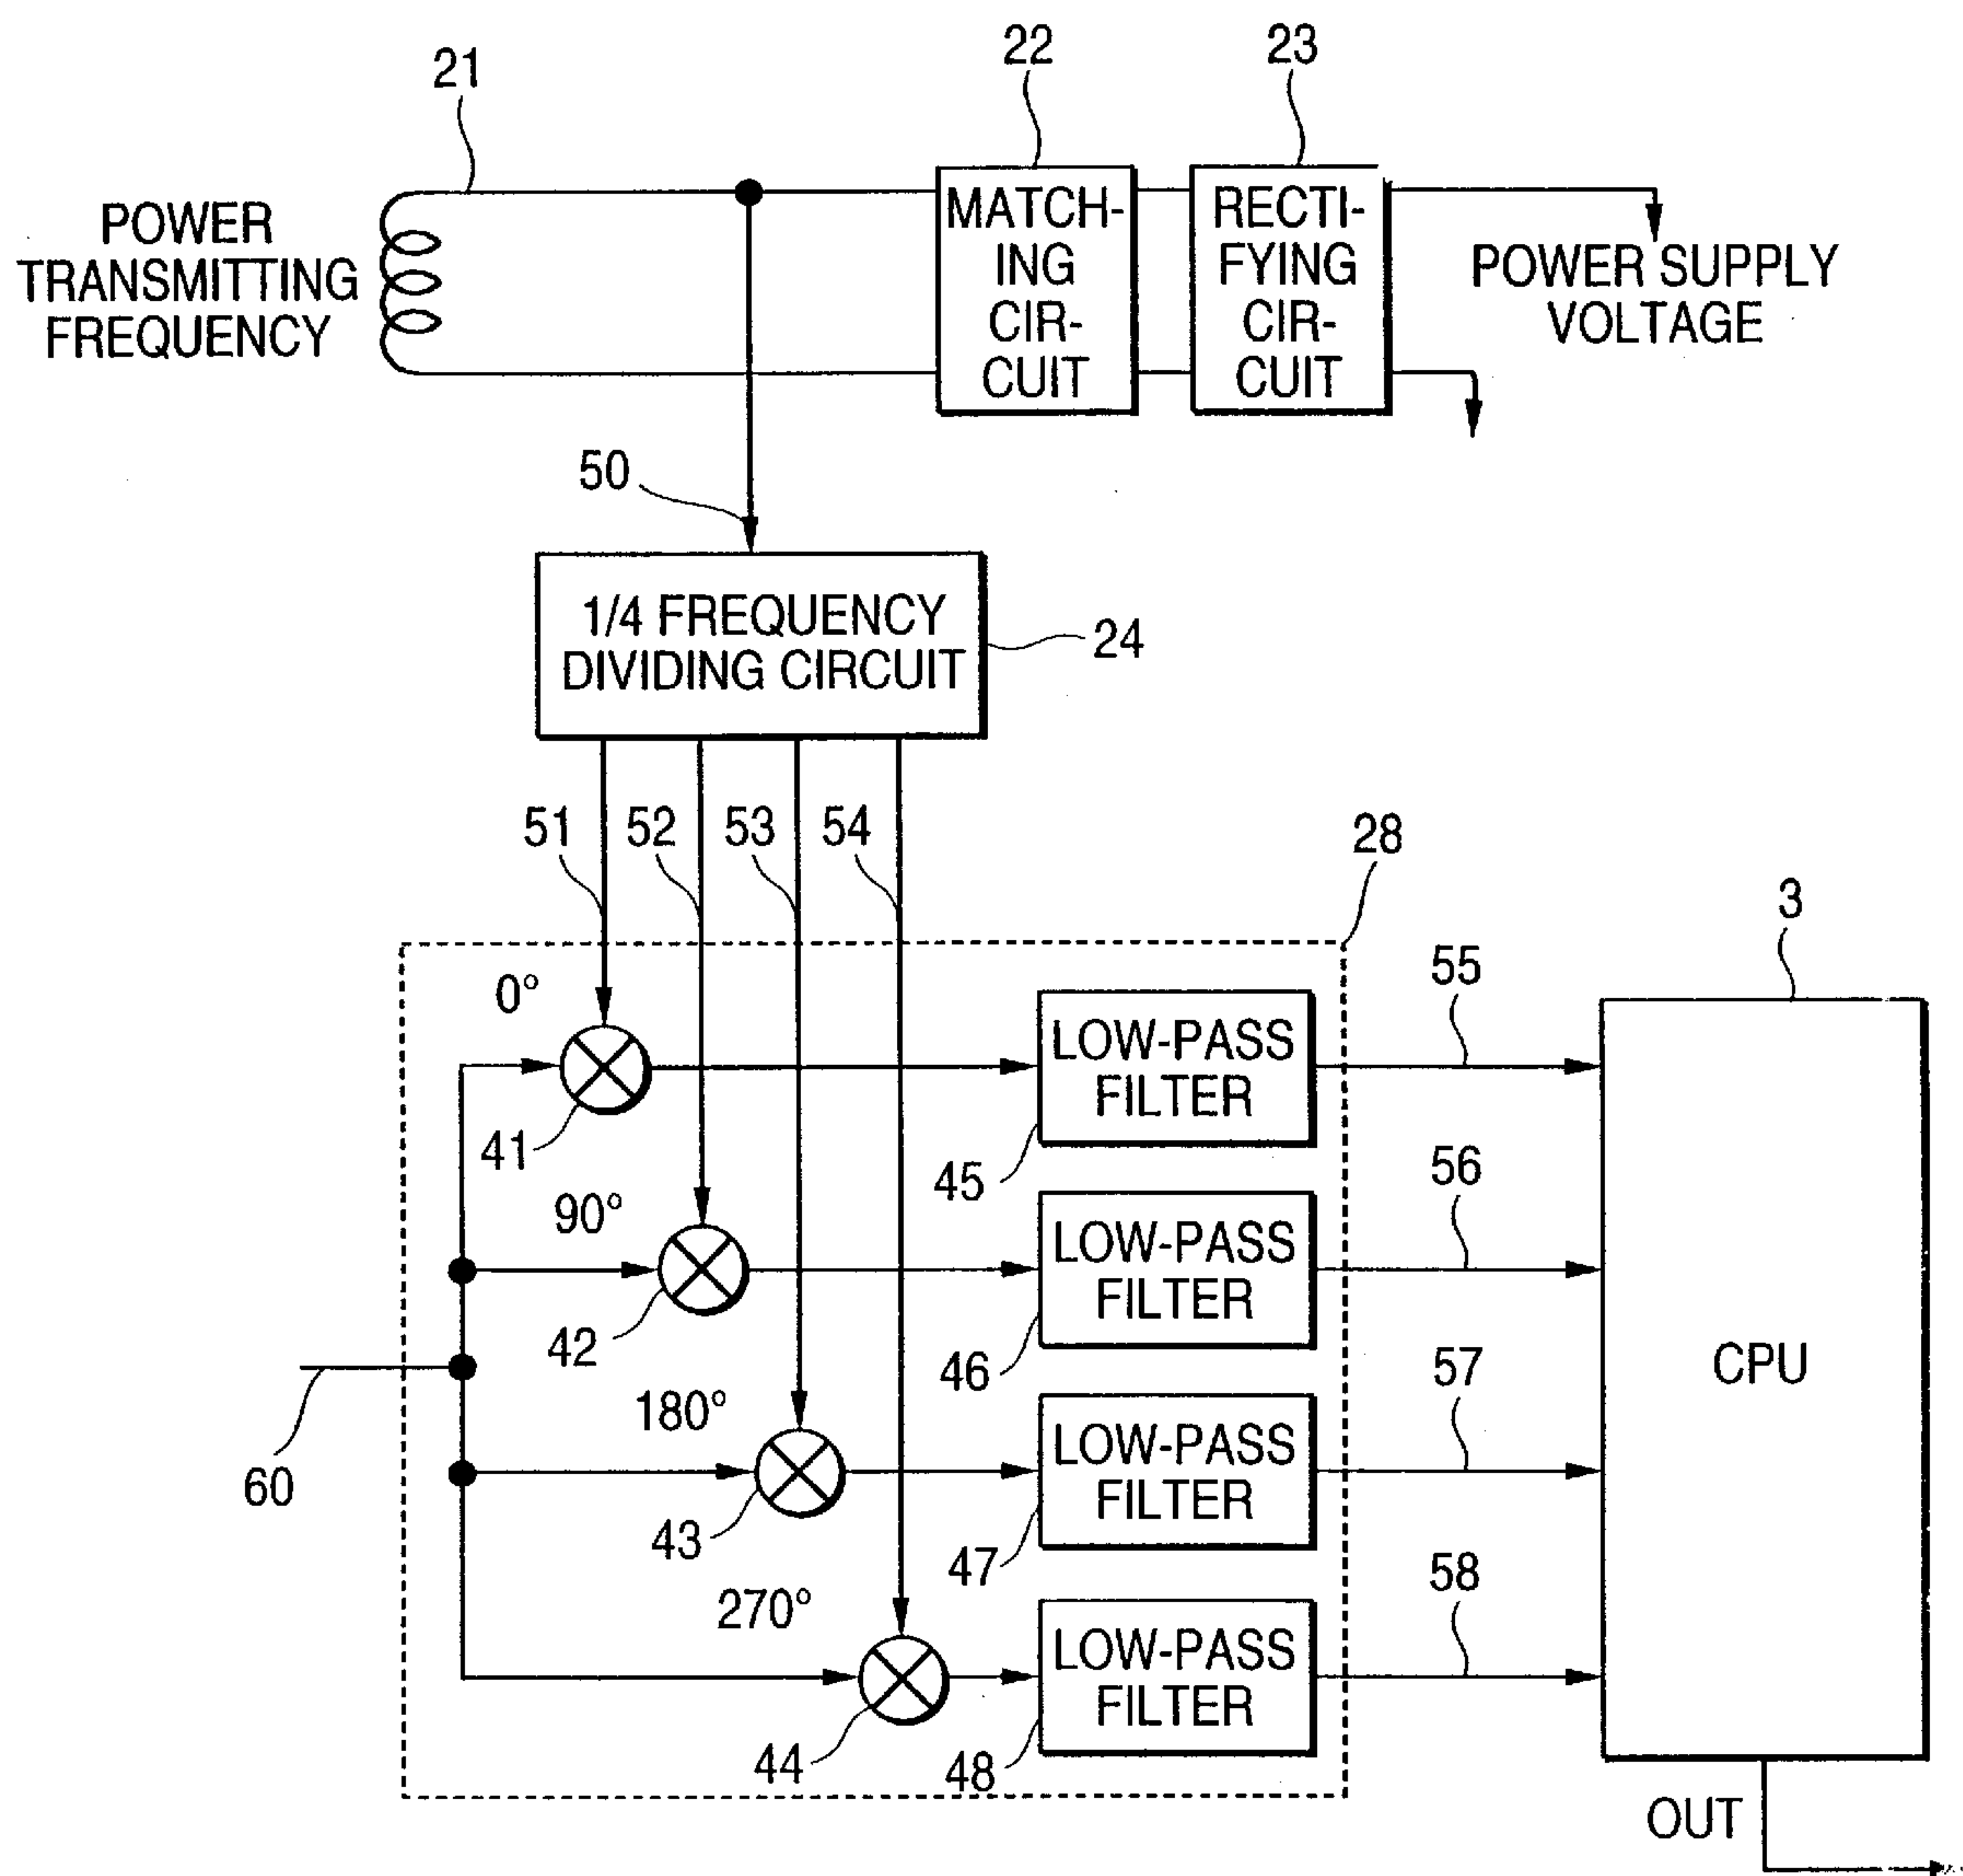 22
23
21
POWER
TRANSMITTING
FREQUENCY
MATCH-
ING
CIR-
CUIT
RECTI-
FYING
CIR-
CUIT
POWER SUPPLY
VOLTAGE
50
1/4 FREQUENCY
DIVIDING CIRCUIT
24
51
52
53
54
28
3
0°
41
LOW-PASS
FILTER
45
55
90°
42
LOW-PASS
FILTER
46
56
CPU
60
180°
43
LOW-PASS
FILTER
47
57
270°
44
LOW-PASS
FILTER
48
58
OUT